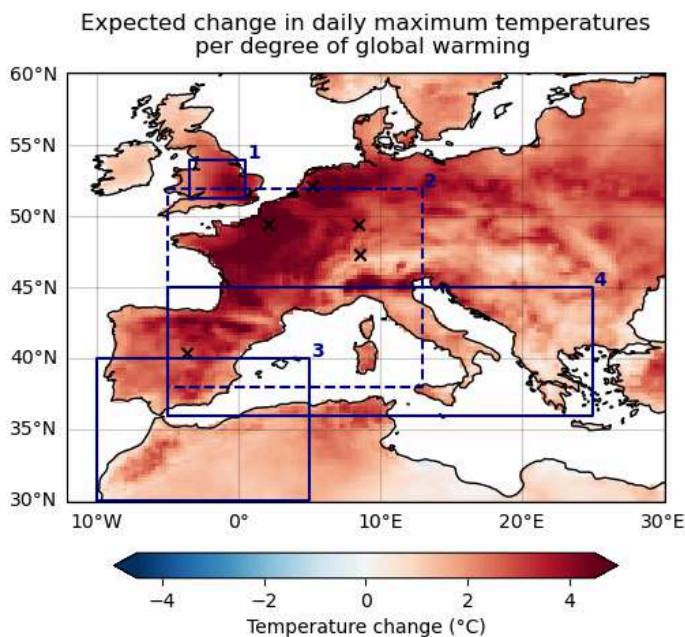 Expected change in daily maximum temperatures
per degree of global warming
60°N
55°N
1
50°N
2
45°N
4
40°N
3
35°N
30°N
10°W 0° 10°E 20°E 30°E
−4 −2 0 2 4
Temperature change (°C)